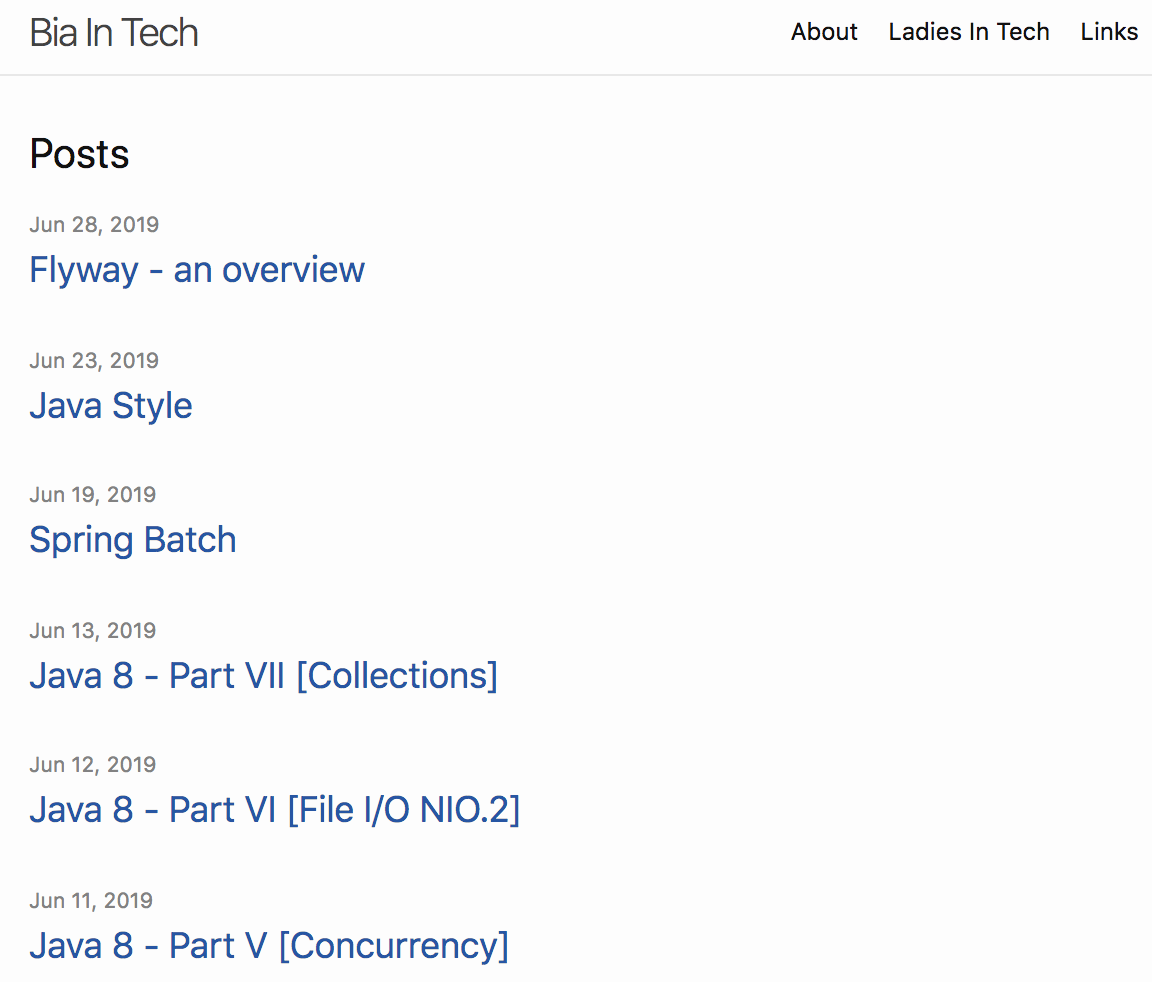 Bia In Tech
About Ladies In Tech Links
Posts
Jun 28, 2019
Flyway - an overview
Jun 23, 2019
Java Style
Jun 19, 2019
Spring Batch
Jun 13, 2019
Java 8 - Part VII [Collections]
Jun 12, 2019
Java 8 - Part VI [File I/O NIO.2]
Jun 11, 2019
Java 8 - Part V [Concurrency]